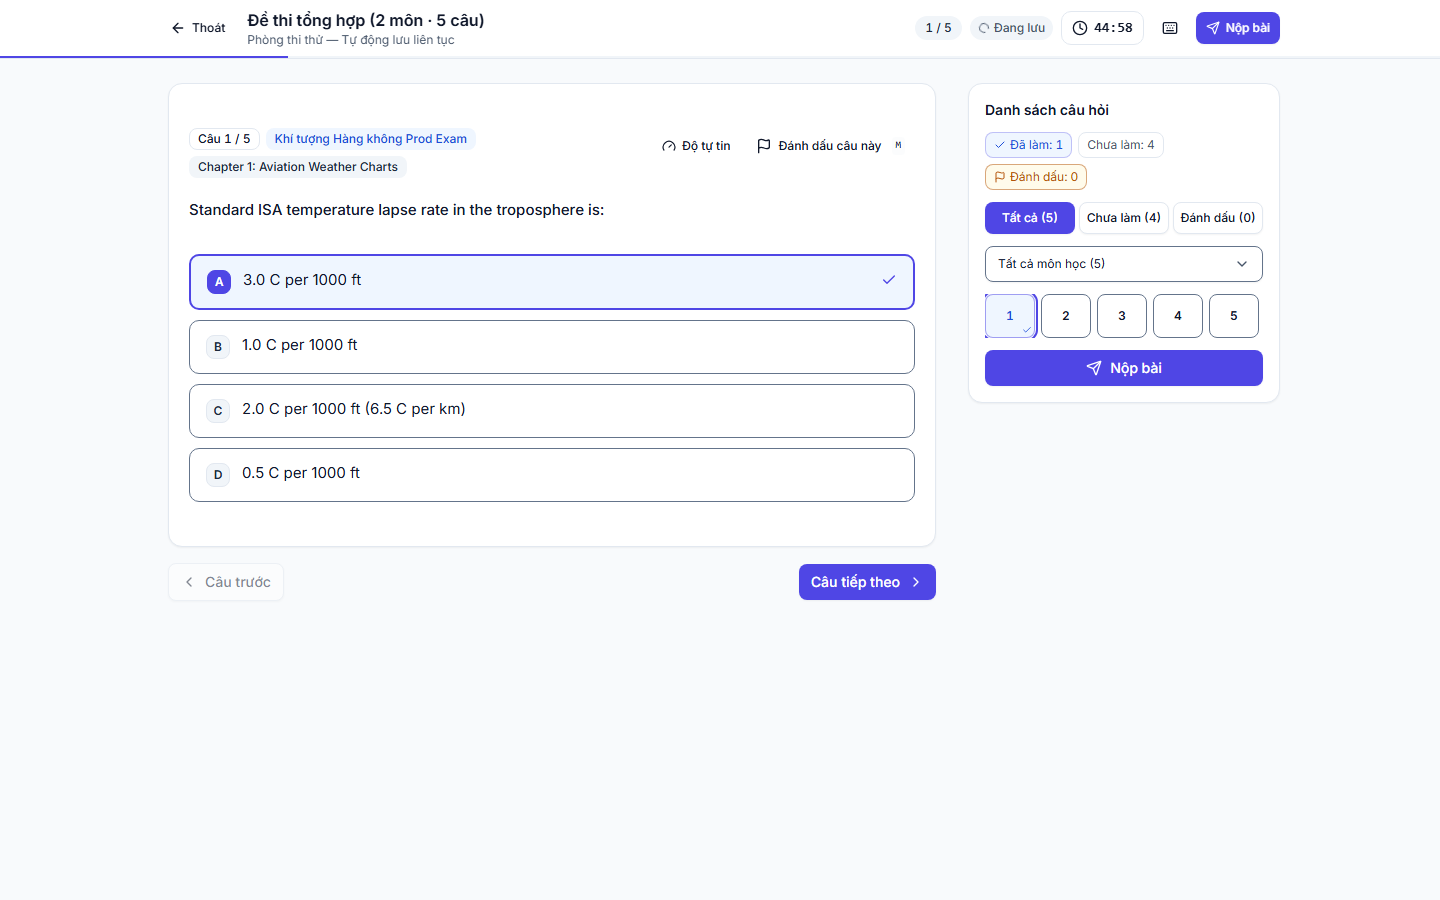 Thoát
Đề thi tổng hợp (2 môn · 5 câu)
Phòng thi thử — Tự động lưu liên tục
1 / 5
Đang lưu
44:58
Nộp bài
Câu 1 / 5
Khí tượng Hàng không Prod Exam
Chapter 1: Aviation Weather Charts
Độ tự tin
Đánh dấu câu này M
Standard ISA temperature lapse rate in the troposphere is:
A 3.0 C per 1000 ft
B 1.0 C per 1000 ft
C 2.0 C per 1000 ft (6.5 C per km)
D 0.5 C per 1000 ft
Câu trước
Câu tiếp theo
Danh sách câu hỏi
Đã làm: 1
Chưa làm: 4
Đánh dấu: 0
Tất cả (5)
Chưa làm (4)
Đánh dấu (0)
Tất cả môn học (5)
1 2 3 4 5
Nộp bài